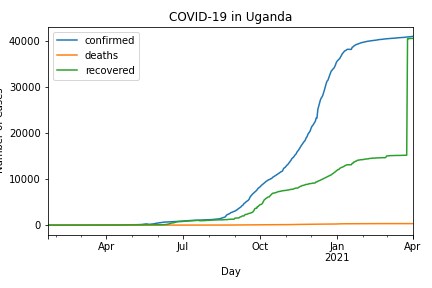 COVID-19 in Uganda
confirmed
deaths
recovered
40000
30000
20000
10000
0
Apr
Jul
Oct
Jan
2021
Apr
Day